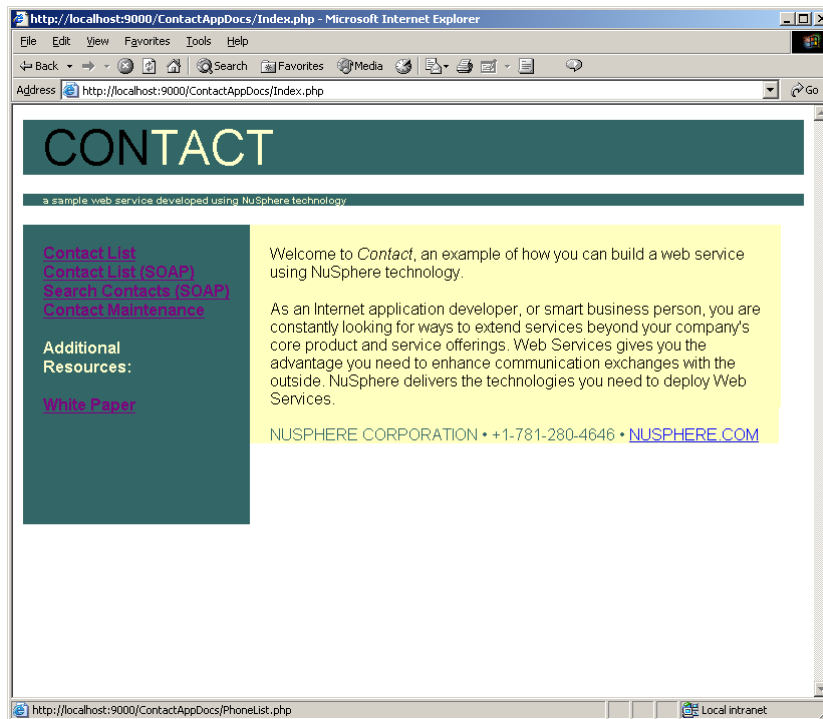 http://localhost:9000/ContactAppDocs/Index.php - Microsoft Internet Explorer
File Edit View Favorites Tools Help
Back Search Favorites Media
Address http://localhost:9000/ContactAppDocs/Index.php Go
CONTACT
a sample web service developed using NuSphere technology
Contact List
Contact List (SOAP)
Search Contacts (SOAP)
Contact Maintenance
Additional
Resources:
White Paper
Welcome to Contact, an example of how you can build a web service
using NuSphere technology.
As an Internet application developer, or smart business person, you are
constantly looking for ways to extend services beyond your company's
core product and service offerings. Web Services gives you the
advantage you need to enhance communication exchanges with the
outside. NuSphere delivers the technologies you need to deploy Web
Services.
NUSPHERE CORPORATION • +1-781-280-4646 • NUSPHERE.COM
http://localhost:9000/ContactAppDocs/PhoneList.php Local intranet